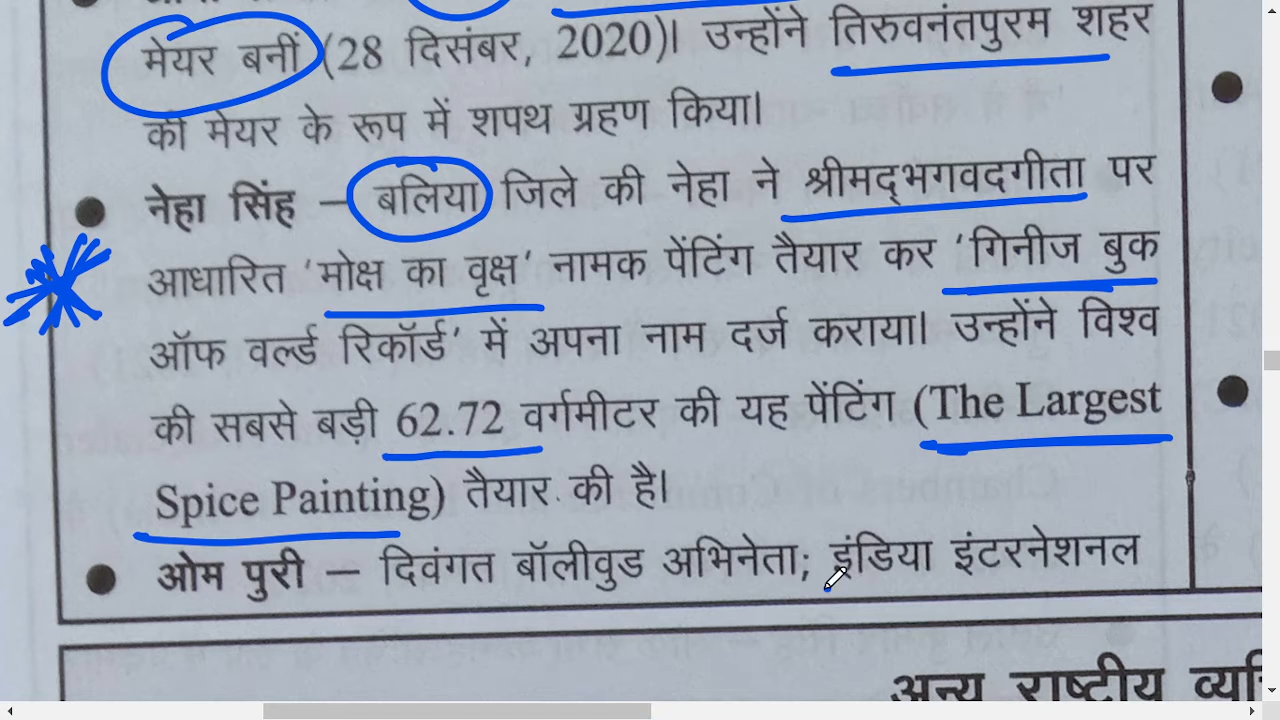 मेयर बनीं (28 दिसंबर, 2020)। उन्होंने तिरुवनंतपुरम शहर
की मेयर के रूप में शपथ ग्रहण किया।
नेहा सिंह – बलिया जिले की नेहा ने श्रीमद्भगवदगीता पर
आधारित 'मोक्ष का वृक्ष' नामक पेंटिंग तैयार कर 'गिनीज बुक
ऑफ वर्ल्ड रिकॉर्ड' में अपना नाम दर्ज कराया। उन्होंने विश्व
की सबसे बड़ी 62.72 वर्गमीटर की यह पेंटिंग (The Largest
Spice Painting) तैयार की है।
ओम पुरी – दिवंगत बॉलीवुड अभिनेता; इंडिया इंटरनेशनल
अन्य राष्ट्रीय